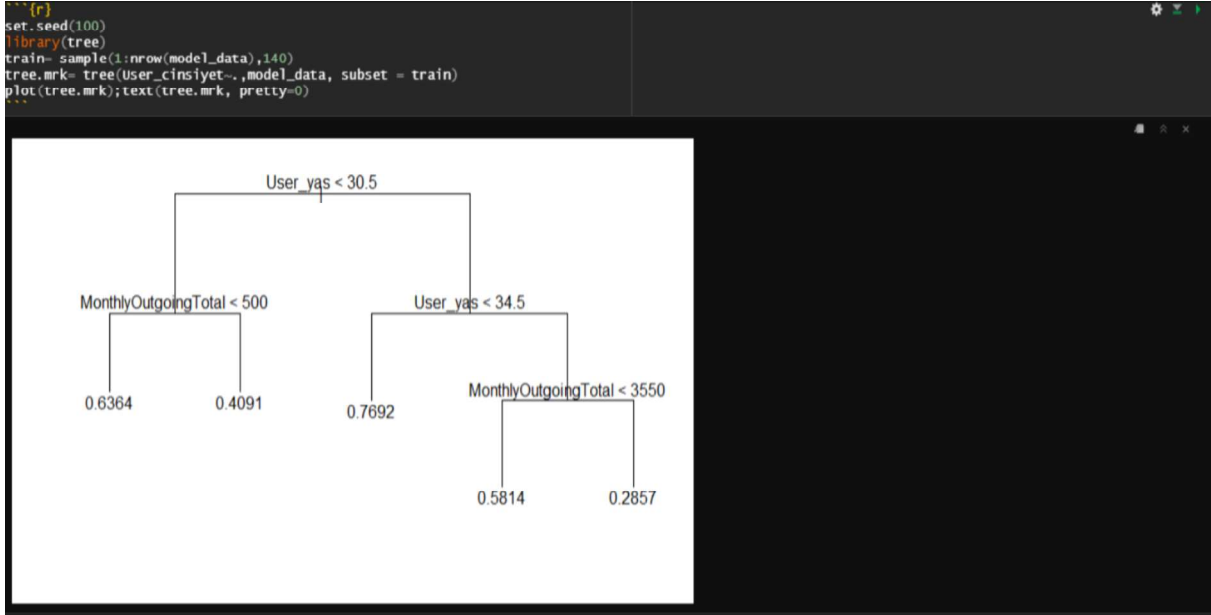 ```{r}
set.seed(100)
library(tree)
train= sample(1:nrow(model_data),140)
tree.mrk= tree(User_cinsiyet~.,model_data, subset = train)
plot(tree.mrk);text(tree.mrk, pretty=0)
```
User_yas < 30.5
MonthlyOutgoingTotal < 500
User_yas < 34.5
0.6364
0.4091
0.7692
MonthlyOutgoingTotal < 3550
0.5814
0.2857